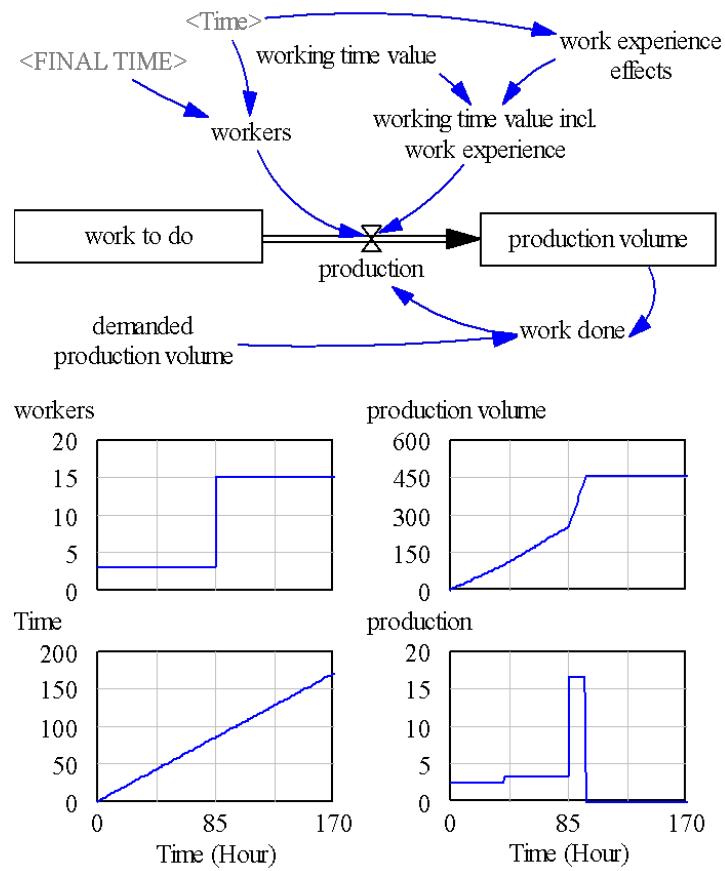 <Time>
<FINAL TIME>
working time value
work experience
effects
workers
working time value incl.
work experience
work to do
production volume
production
demanded
production volume
work done
workers
20
15
10
5
0
production volume
600
450
300
150
0
Time
200
150
100
50
0
0
85
170
Time (Hour)
production
20
15
10
5
0
0
85
170
Time (Hour)